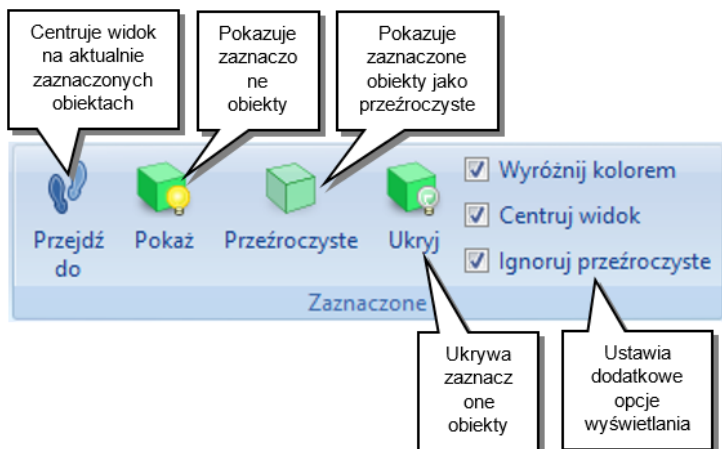 Centruje widok
na aktualnie
zaznaczonych
obiektach
Pokazuje
zaznaczo
ne
obiekty
Pokazuje
zaznaczone
obiekty jako
przeźroczyste
Przejdź
do
Pokaż
Przeźroczyste
Ukryj
Wyróżnij kolorem
Centruj widok
Ignoruj przeźroczyste
Zaznaczone
Ukrywa
zaznacz
one
obiekty
Ustawia
dodatkowe
opcje
wyświetlania